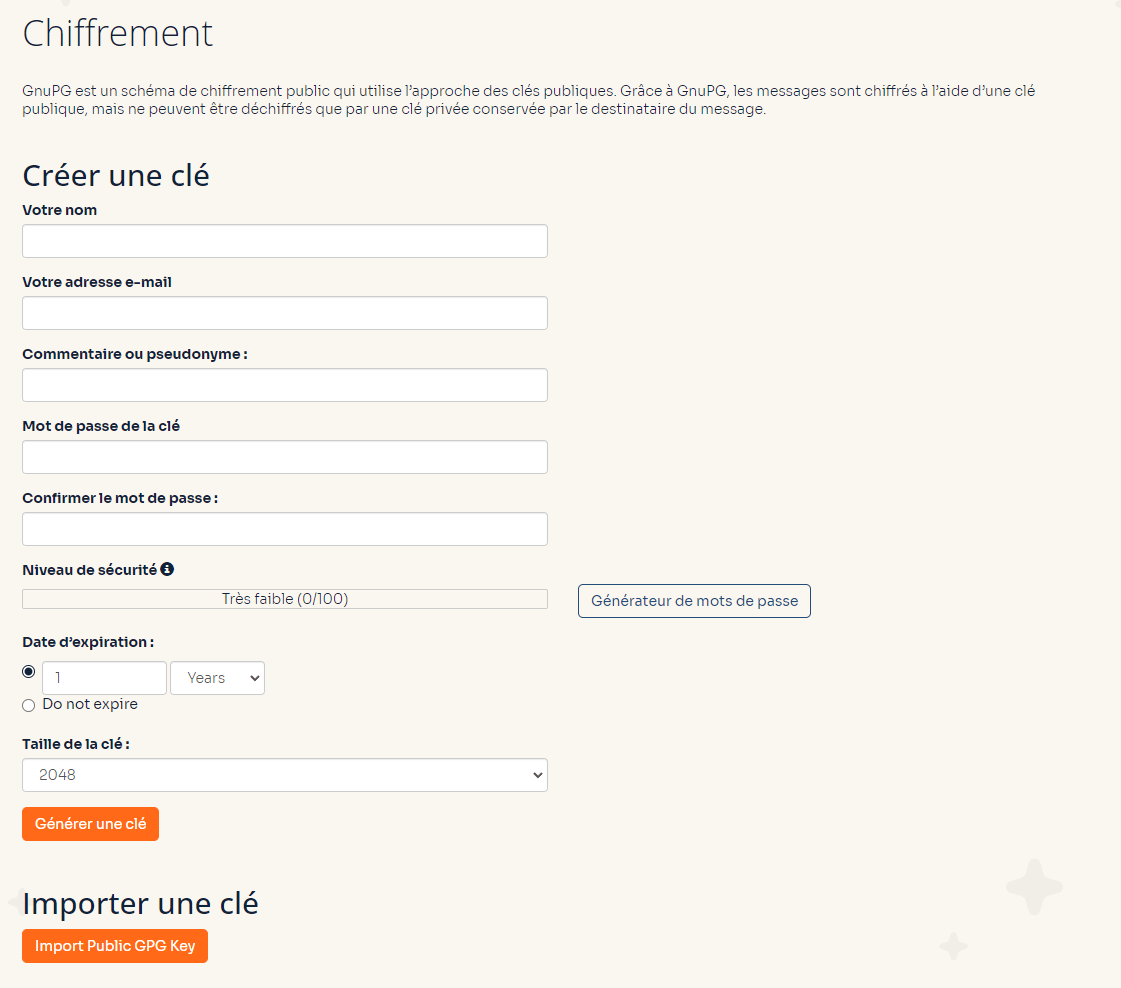 Chiffrement
GnuPG est un schéma de chiffrement public qui utilise l’approche des clés publiques. Grâce à GnuPG, les messages sont chiffrés à l’aide d’une clé
publique, mais ne peuvent être déchiffrés que par une clé privée conservée par le destinataire du message.
Créer une clé
Votre nom
Votre adresse e-mail
Commentaire ou pseudonyme :
Mot de passe de la clé
Confirmer le mot de passe :
Niveau de sécurité
Très faible (0/100)
Générateur de mots de passe
Date d’expiration :
1 Years
Do not expire
Taille de la clé :
2048
Générer une clé
Importer une clé
Import Public GPG Key